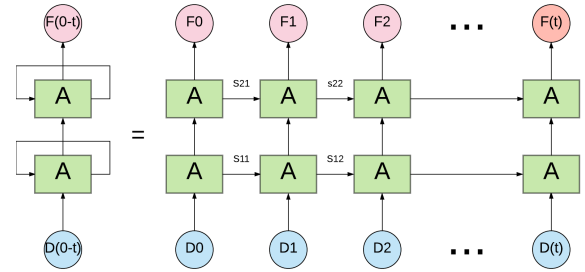 F(0-t) F0 F1 F2 ... F(t)
S21 s22
A A A A A
=
S11 S12
A A A A A
D(0-t) D0 D1 D2 ... D(t)